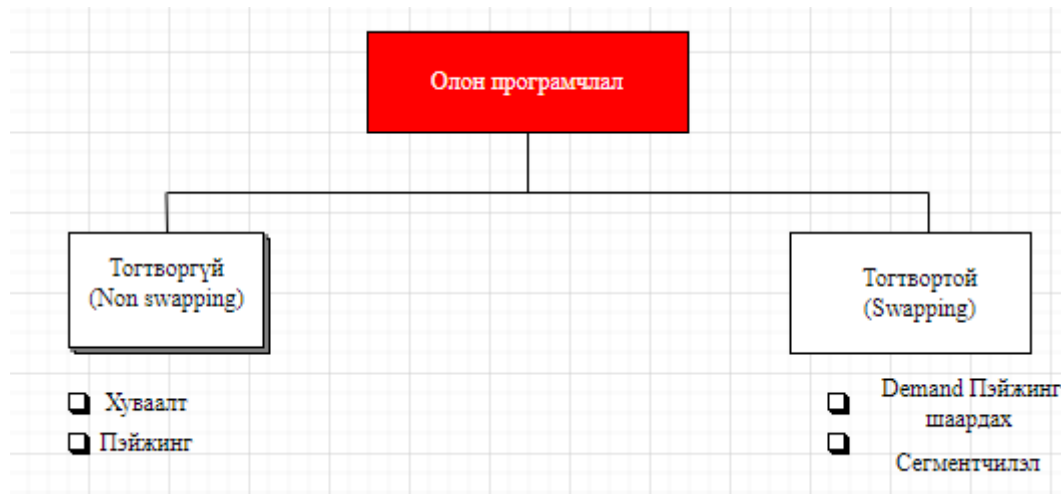 Олон програмчлал
Тогтворгүй
(Non swapping)
Тогтвортой
(Swapping)
Хуваалт
Пэйжинг
Demand Пэйжинг
шаардах
Сегментчилэл